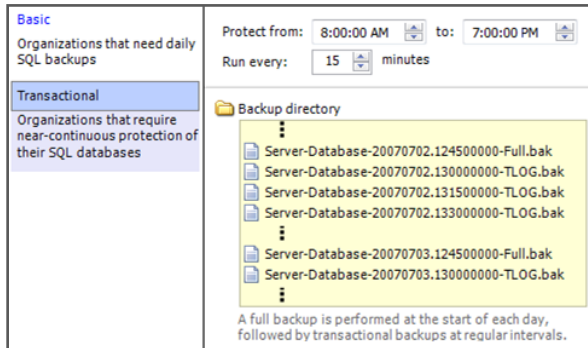 Basic
Organizations that need daily
SQL backups
Transactional
Organizations that require
near-continuous protection of
their SQL databases
Protect from: 8:00:00 AM to: 7:00:00 PM
Run every: 15 minutes
Backup directory
Server-Database-20070702.124500000-Full.bak
Server-Database-20070702.130000000-TLOG.bak
Server-Database-20070702.131500000-TLOG.bak
Server-Database-20070702.133000000-TLOG.bak
Server-Database-20070703.124500000-Full.bak
Server-Database-20070703.130000000-TLOG.bak
A full backup is performed at the start of each day,
followed by transactional backups at regular intervals.